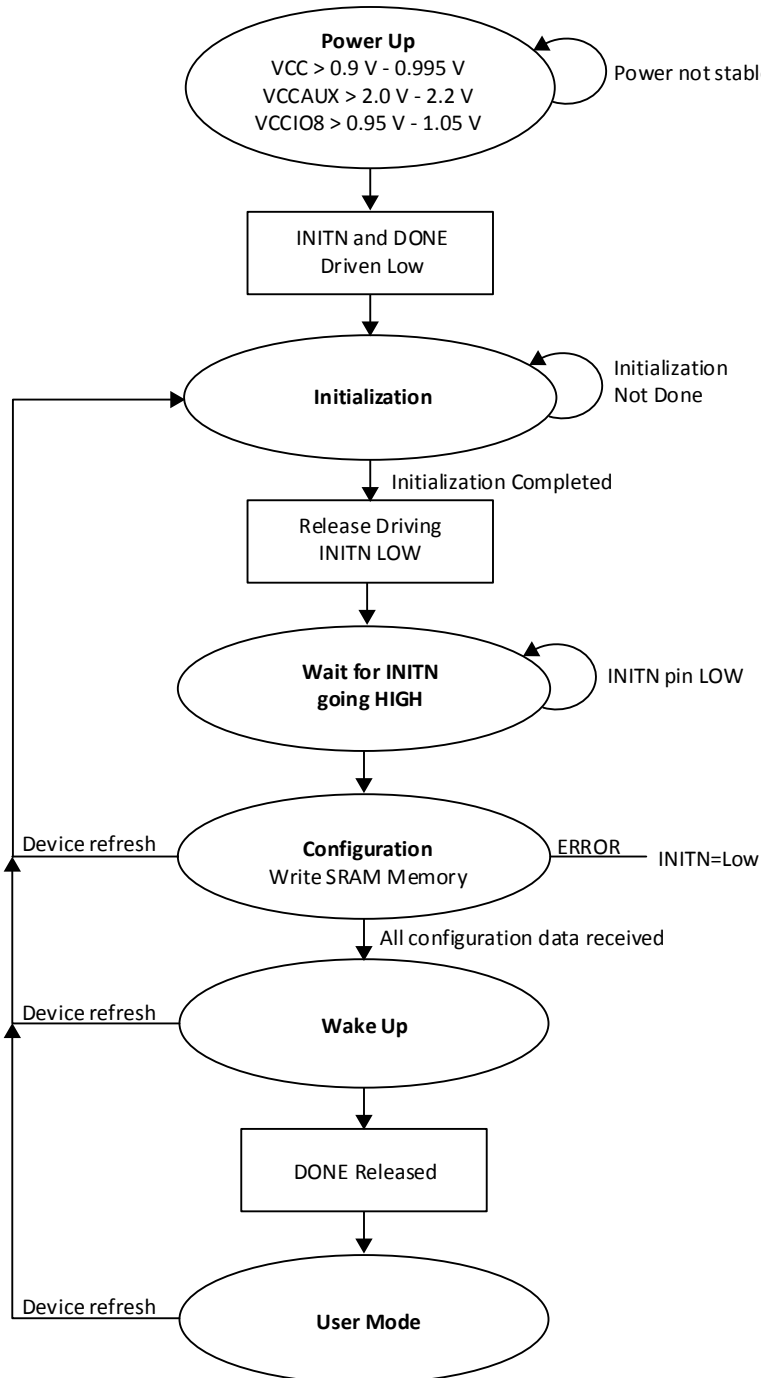 Power Up
VCC > 0.9 V - 0.995 V
VCCAUX > 2.0 V - 2.2 V
VCCIO8 > 0.95 V - 1.05 V
Power not stabl
INITN and DONE
Driven Low
Initialization
Initialization
Not Done
Initialization Completed
Release Driving
INITN LOW
Wait for INITN
going HIGH
INITN pin LOW
Device refresh
Configuration
Write SRAM Memory
ERROR
INITN=Low
All configuration data received
Device refresh
Wake Up
DONE Released
Device refresh
User Mode